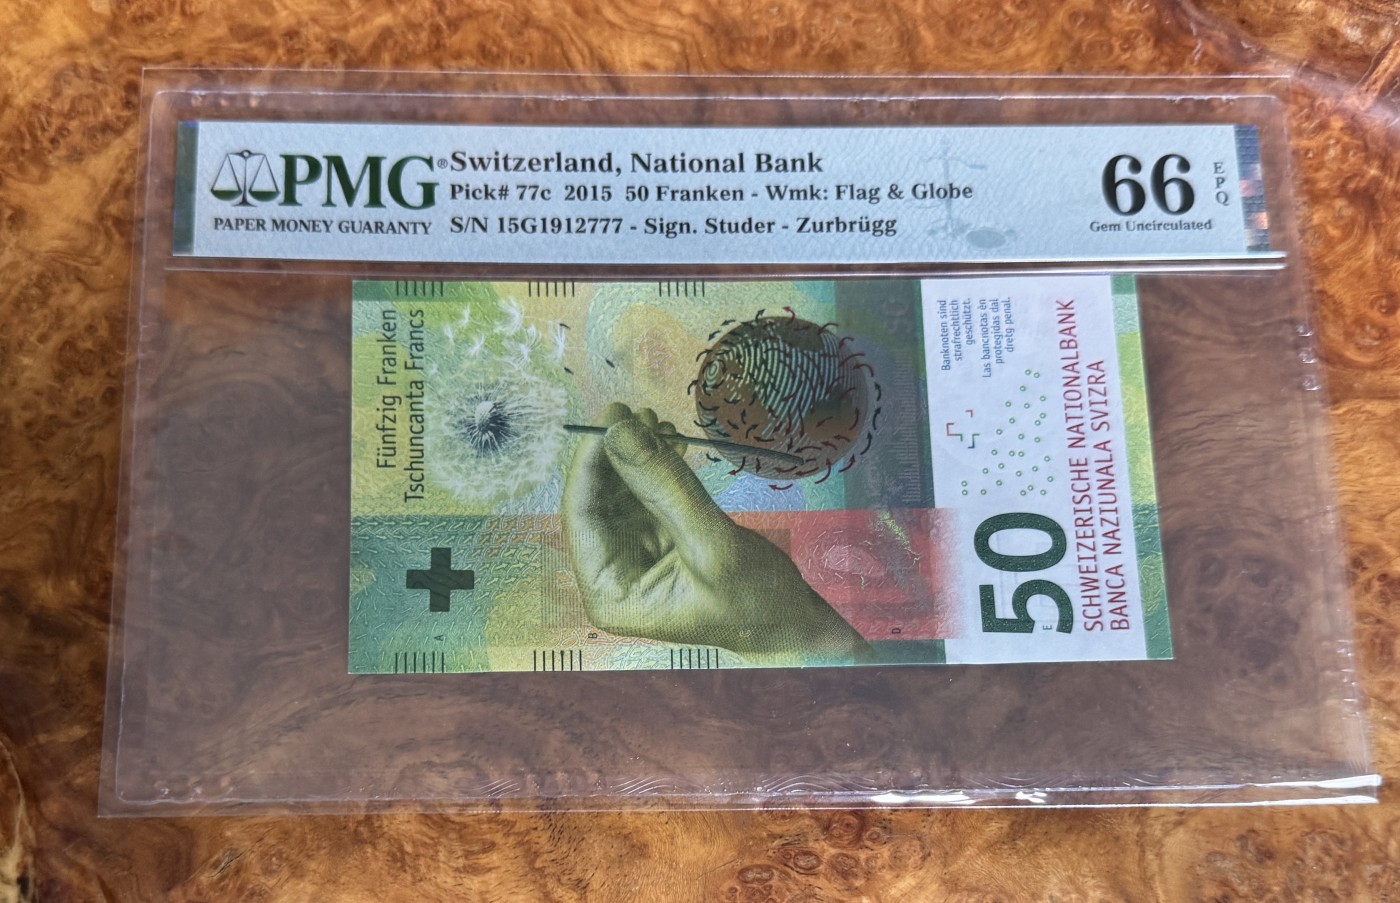 PMG®
PAPER MONEY GUARANTY
Switzerland, National Bank
Pick# 77c 2015 50 Franken - Wmk: Flag & Globe
S/N 15G1912777 - Sign. Studer - Zurbrügg
66
EPQ
Gem Uncirculated
Fünfzig Franken
Tschuncanta Francs
Banknoten sind
strafrechtlich
geschützt.
Las bancnotas èn
protegidas dal
dretg penal.
50
SCHWEIZERISCHE NATIONALBANK
BANCA NAZIUNALA SVIZRA
A
B
D
E